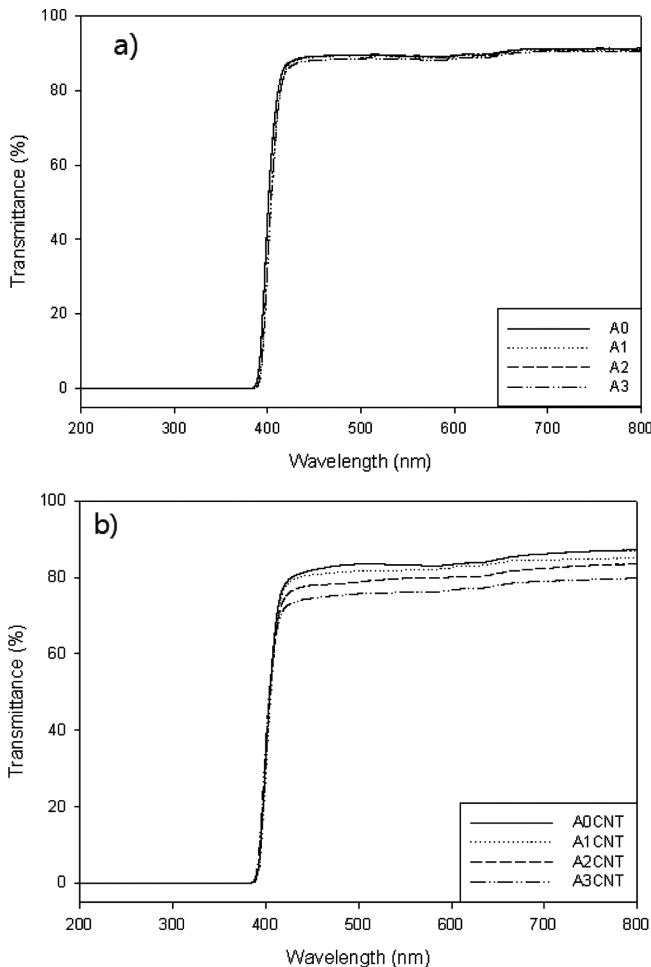 a)
100
80
60
40
20
0
Transmittance (%)
200 300 400 500 600 700 800
Wavelength (nm)
A0
A1
A2
A3
b)
100
80
60
40
20
0
Transmittance (%)
200 300 400 500 600 700 800
Wavelength (nm)
A0CNT
A1CNT
A2CNT
A3CNT